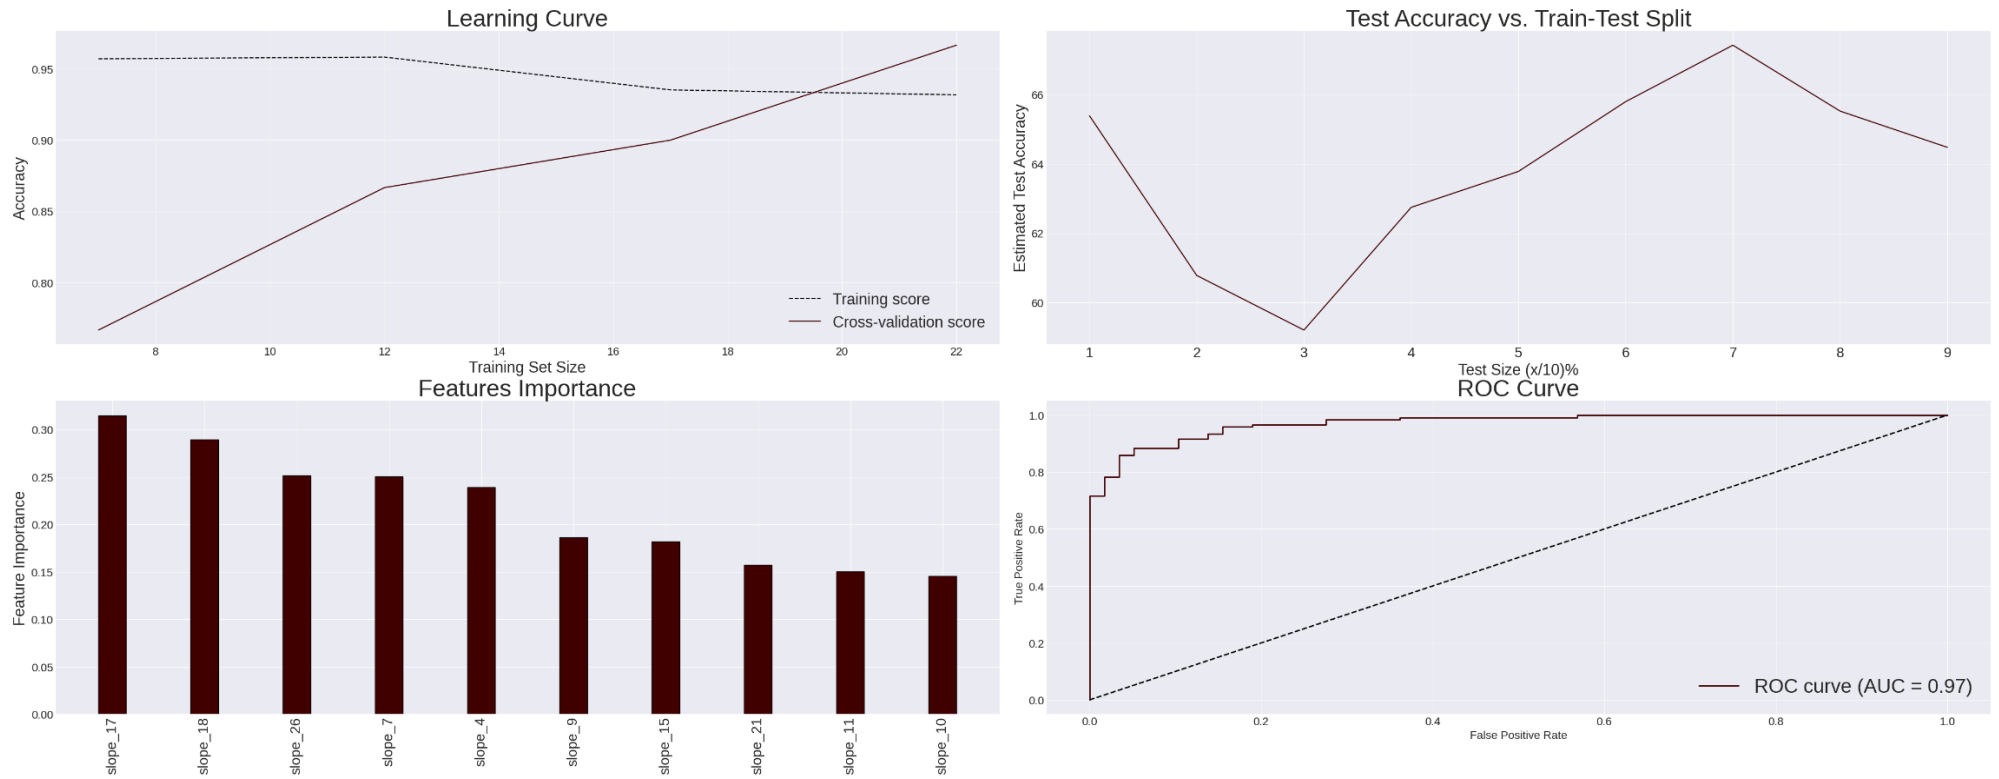 Learning Curve
Accuracy
0.95
0.90
0.85
0.80
Training score
Cross-validation score
8 10 12 14 16 18 20 22
Training Set Size
Test Accuracy vs. Train-Test Split
Estimated Test Accuracy
66
64
62
60
1 2 3 4 5 6 7 8 9
Test Size (x/10)%
Features Importance
Feature Importance
0.30
0.25
0.20
0.15
0.10
0.05
0.00
slope_17
slope_18
slope_26
slope_7
slope_4
slope_9
slope_15
slope_21
slope_11
slope_10
ROC Curve
True Positive Rate
1.0
0.8
0.6
0.4
0.2
0.0
ROC curve (AUC = 0.97)
0.0 0.2 0.4 0.6 0.8 1.0
False Positive Rate